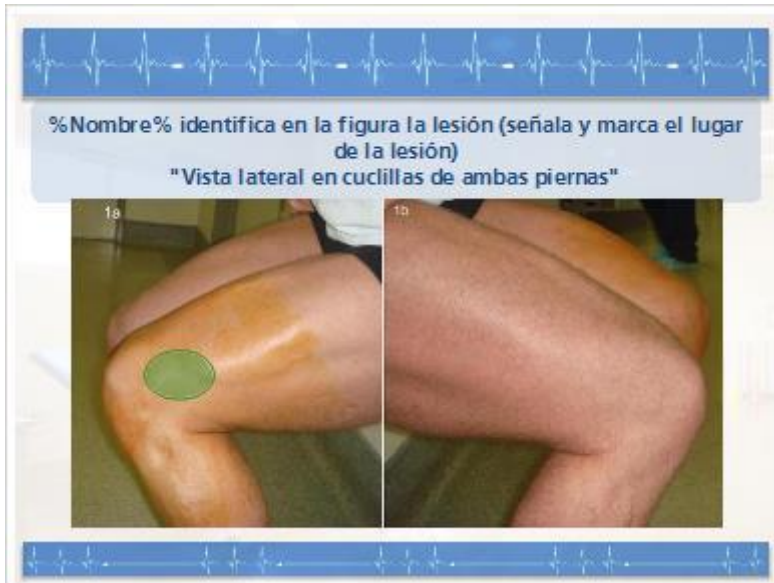 %Nombre% identifica en la figura la lesión (señala y marca el lugar
de la lesión)
"Vista lateral en cuclillas de ambas piernas"
1a
1b